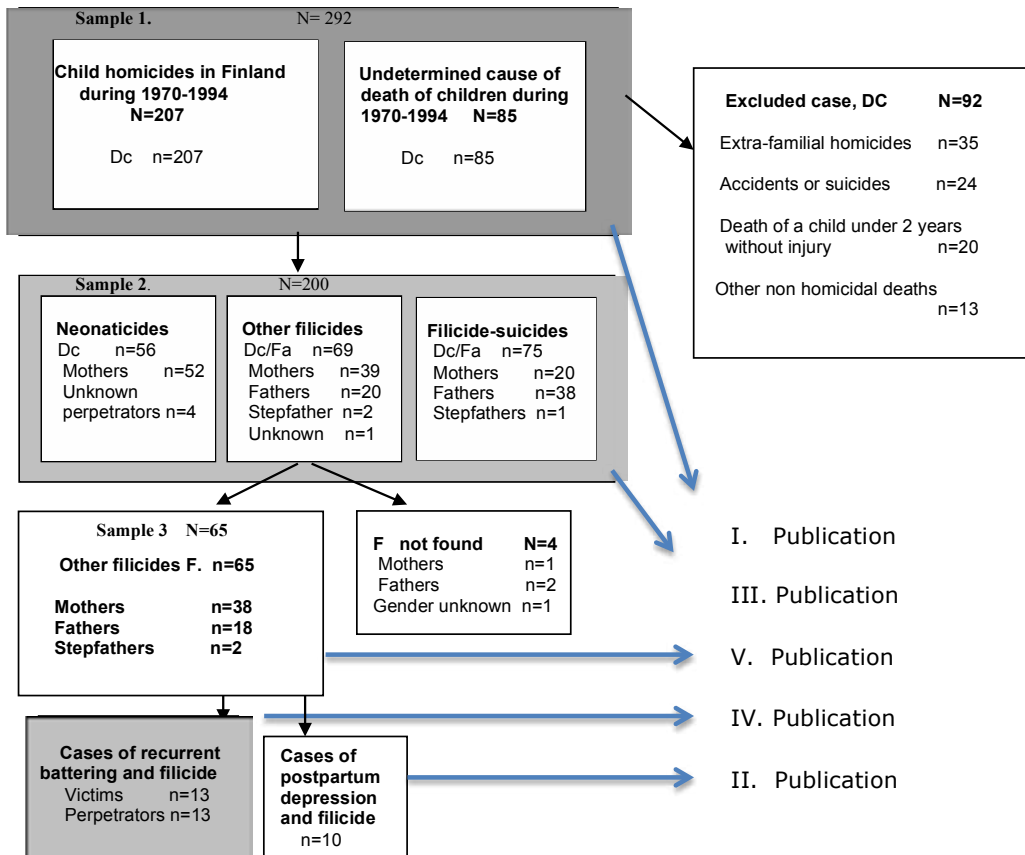 Sample 1. N= 292
Child homicides in Finland
during 1970-1994
N=207
Dc n=207
Undetermined cause of
death of children during
1970-1994 N=85
Dc n=85
Excluded case, DC N=92
Extra-familial homicides n=35
Accidents or suicides n=24
Death of a child under 2 years
without injury n=20
Other non homicidal deaths
n=13
Sample 2. N=200
Neonaticides
Dc n=56
Mothers n=52
Unknown
perpetrators n=4
Other filicides
Dc/Fa n=69
Mothers n=39
Fathers n=20
Stepfather n=2
Unknown n=1
Filicide-suicides
Dc/Fa n=75
Mothers n=20
Fathers n=38
Stepfathers n=1
Sample 3 N=65
Other filicides F. n=65
Mothers n=38
Fathers n=18
Stepfathers n=2
F not found N=4
Mothers n=1
Fathers n=2
Gender unknown n=1
I. Publication
III. Publication
V. Publication
IV. Publication
II. Publication
Cases of recurrent
battering and filicide
Victims n=13
Perpetrators n=13
Cases of
postpartum
depression
and filicide
n=10